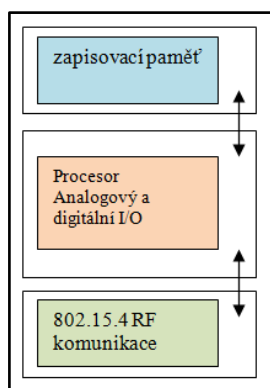 zapisovací paměť
Procesor
Analogový a
digitální I/O
802.15.4 RF
komunikace